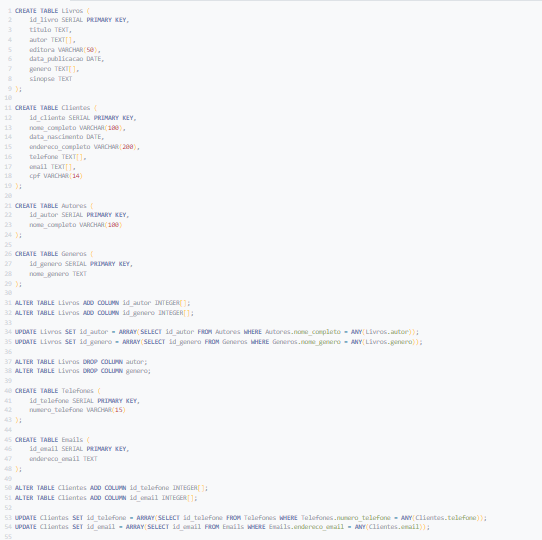 1 CREATE TABLE Livros (
2 id_livro SERIAL PRIMARY KEY,
3 titulo TEXT,
4 autor TEXT[],
5 editora VARCHAR(50),
6 data_publicacao DATE,
7 genero TEXT[],
8 sinopse TEXT
9 );
10
11 CREATE TABLE Clientes (
12 id_cliente SERIAL PRIMARY KEY,
13 nome_completo VARCHAR(100),
14 data_nascimento DATE,
15 endereco_completo VARCHAR(200),
16 telefone TEXT[],
17 email TEXT[],
18 cpf VARCHAR(14)
19 );
20
21 CREATE TABLE Autores (
22 id_autor SERIAL PRIMARY KEY,
23 nome_completo VARCHAR(100)
24 );
25
26 CREATE TABLE Generos (
27 id_genero SERIAL PRIMARY KEY,
28 nome_genero TEXT
29 );
30
31 ALTER TABLE Livros ADD COLUMN id_autor INTEGER[];
32 ALTER TABLE Livros ADD COLUMN id_genero INTEGER[];
33
34 UPDATE Livros SET id_autor = ARRAY(SELECT id_autor FROM Autores WHERE Autores.nome_completo = ANY(Livros.autor));
35 UPDATE Livros SET id_genero = ARRAY(SELECT id_genero FROM Generos WHERE Generos.nome_genero = ANY(Livros.genero));
36
37 ALTER TABLE Livros DROP COLUMN autor;
38 ALTER TABLE Livros DROP COLUMN genero;
39
40 CREATE TABLE Telefones (
41 id_telefone SERIAL PRIMARY KEY,
42 numero_telefone VARCHAR(15)
43 );
44
45 CREATE TABLE Emails (
46 id_email SERIAL PRIMARY KEY,
47 endereco_email TEXT
48 );
49
50 ALTER TABLE Clientes ADD COLUMN id_telefone INTEGER[];
51 ALTER TABLE Clientes ADD COLUMN id_email INTEGER[];
52
53 UPDATE Clientes SET id_telefone = ARRAY(SELECT id_telefone FROM Telefones WHERE Telefones.numero_telefone = ANY(Clientes.telefone));
54 UPDATE Clientes SET id_email = ARRAY(SELECT id_email FROM Emails WHERE Emails.endereco_email = ANY(Clientes.email));
55